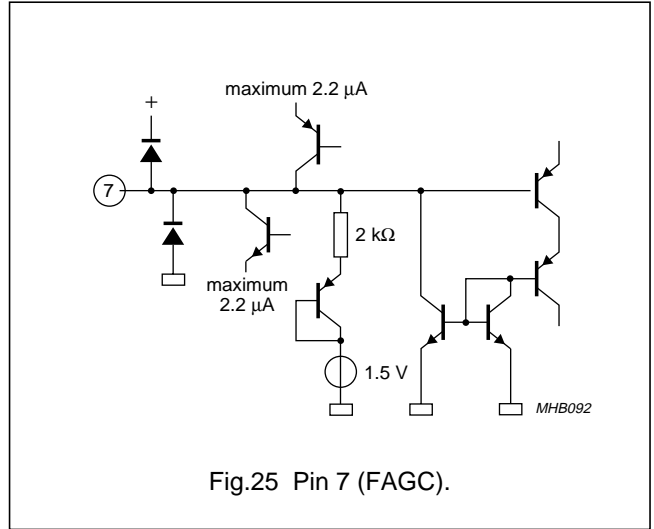 maximum 2.2 μA
+
7
2 kΩ
maximum
2.2 μA
1.5 V
MHB092
Fig.25 Pin 7 (FAGC).